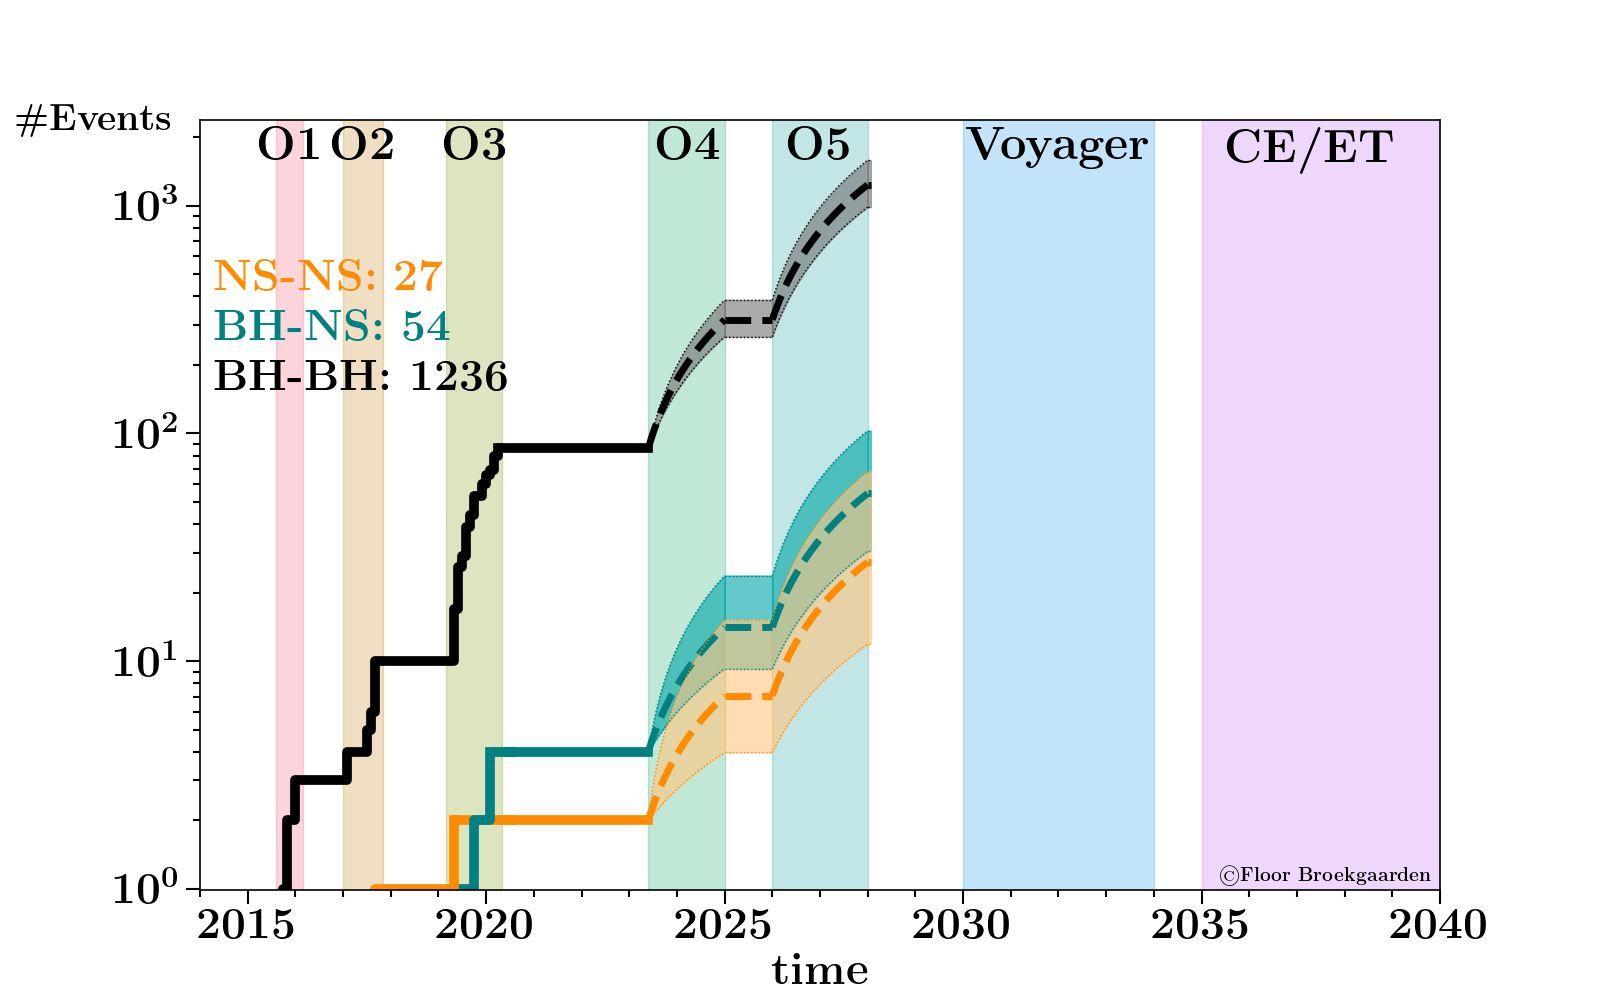 #Events
O1 O2 O3 O4 O5 Voyager CE/ET
10³
NS-NS: 27
BH-NS: 54
BH-BH: 1236
10²
10¹
10⁰
©Floor Broekgaarden
2015 2020 2025 2030 2035 2040
time